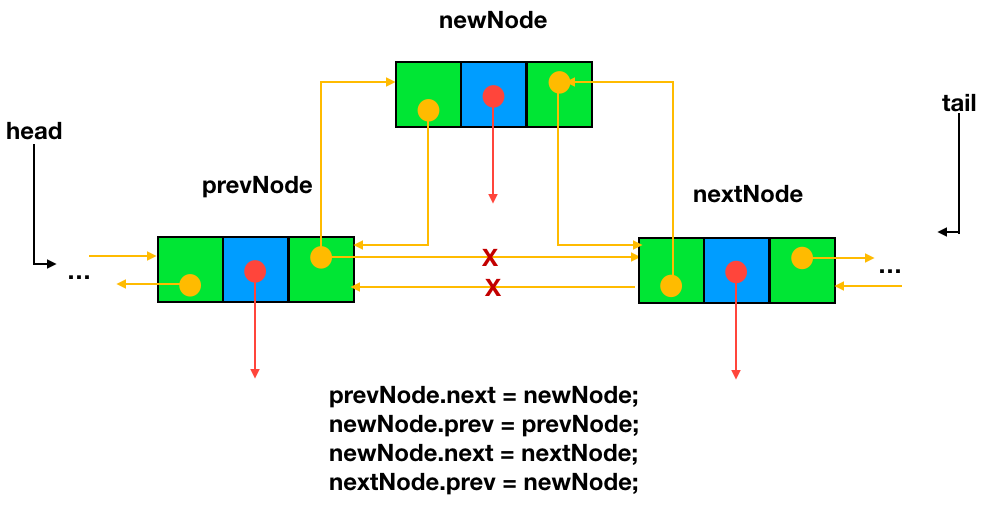 newNode
head
tail
prevNode
nextNode
X
...
...
X
prevNode.next = newNode;
newNode.prev = prevNode;
newNode.next = nextNode;
nextNode.prev = newNode;